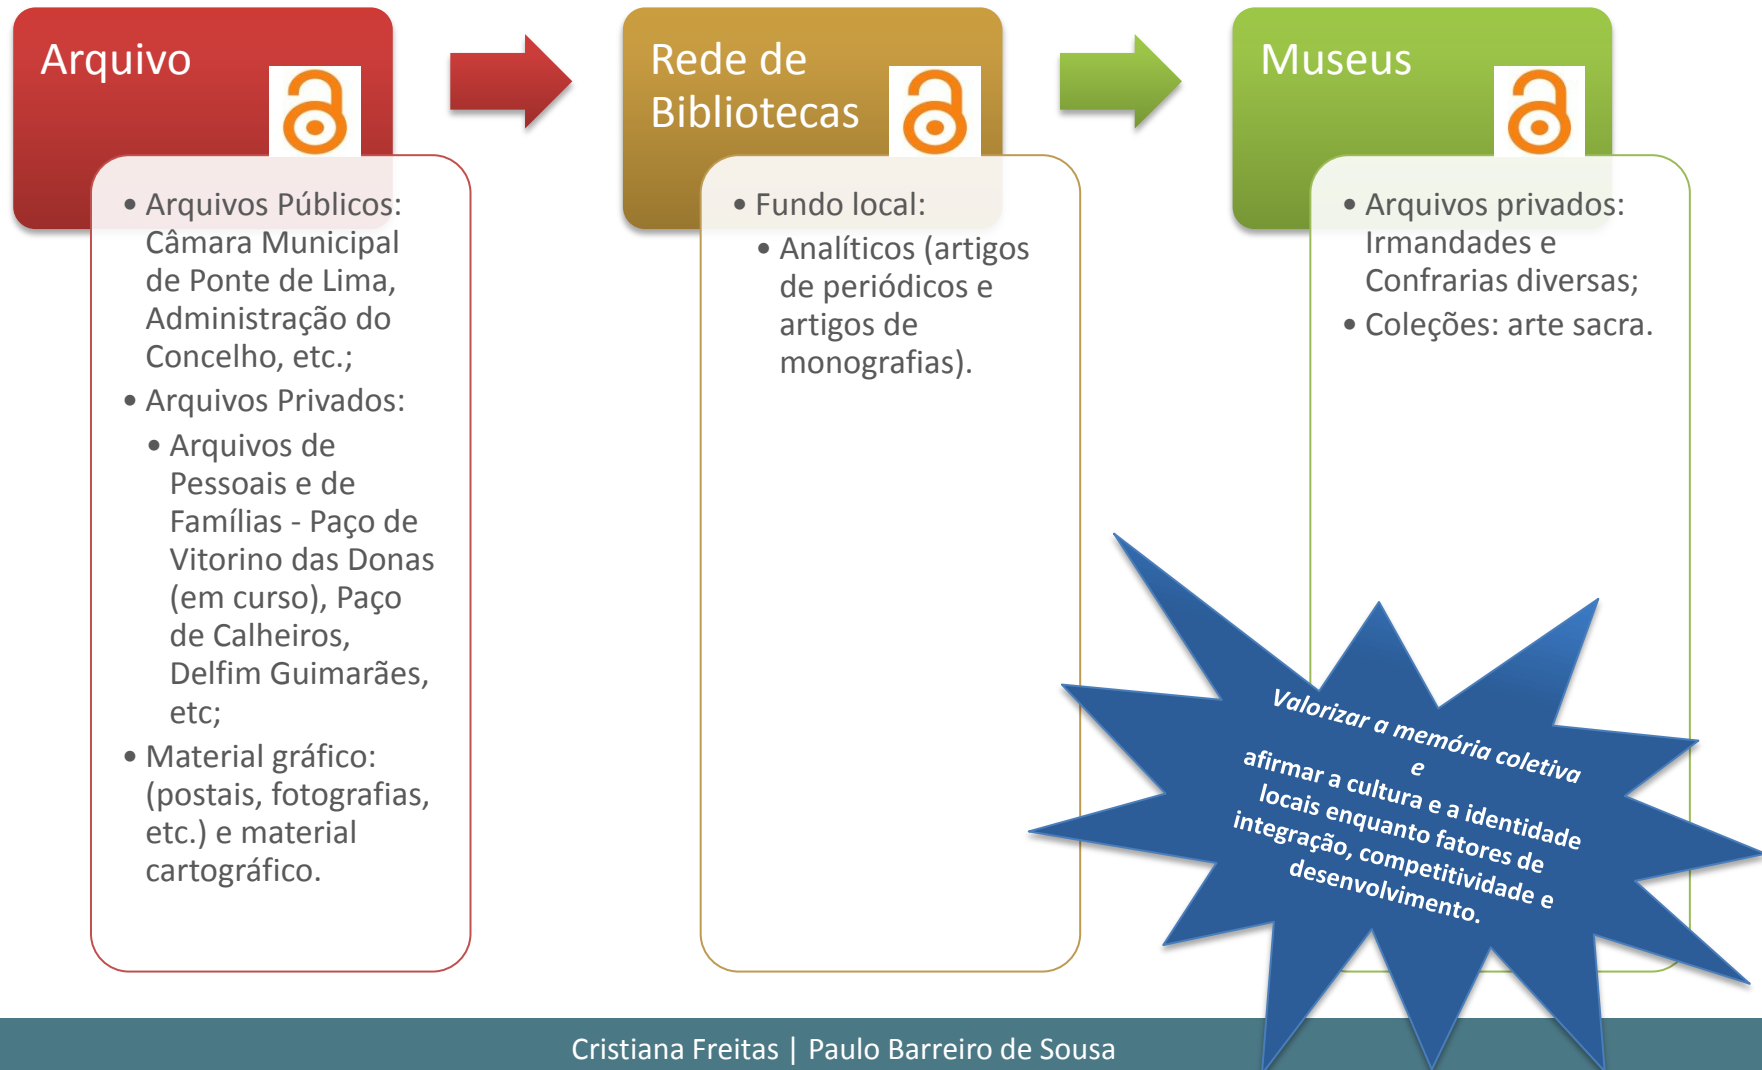 Arquivo
• Arquivos Públicos:
Câmara Municipal
de Ponte de Lima,
Administração do
Concelho, etc.;
• Arquivos Privados:
• Arquivos de
Pessoais e de
Famílias - Paço de
Vitorino das Donas
(em curso), Paço
de Calheiros,
Delfim Guimarães,
etc;
• Material gráfico:
(postais, fotografias,
etc.) e material
cartográfico.
Rede de
Bibliotecas
• Fundo local:
• Analíticos (artigos
de periódicos e
artigos de
monografias).
Museus
• Arquivos privados:
Irmandades e
Confrarias diversas;
• Coleções: arte sacra.
Valorizar a memória coletiva
e
afirmar a cultura e a identidade
locais enquanto fatores de
integração, competitividade e
desenvolvimento.
Cristiana Freitas | Paulo Barreiro de Sousa